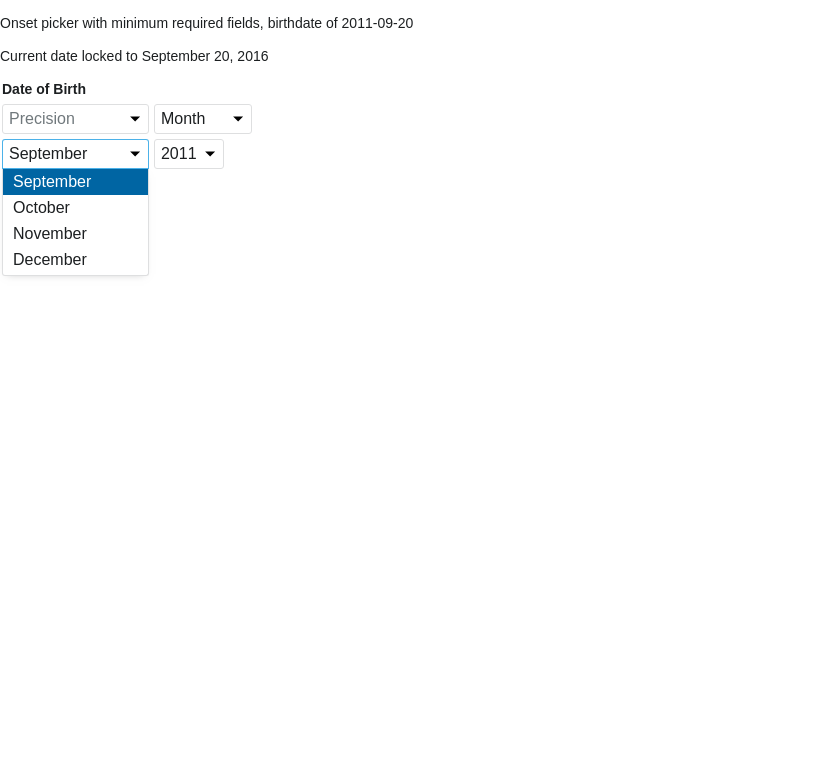 Onset picker with minimum required fields, birthdate of 2011-09-20
Current date locked to September 20, 2016
Date of Birth
Precision Month
September 2011
September
October
November
December